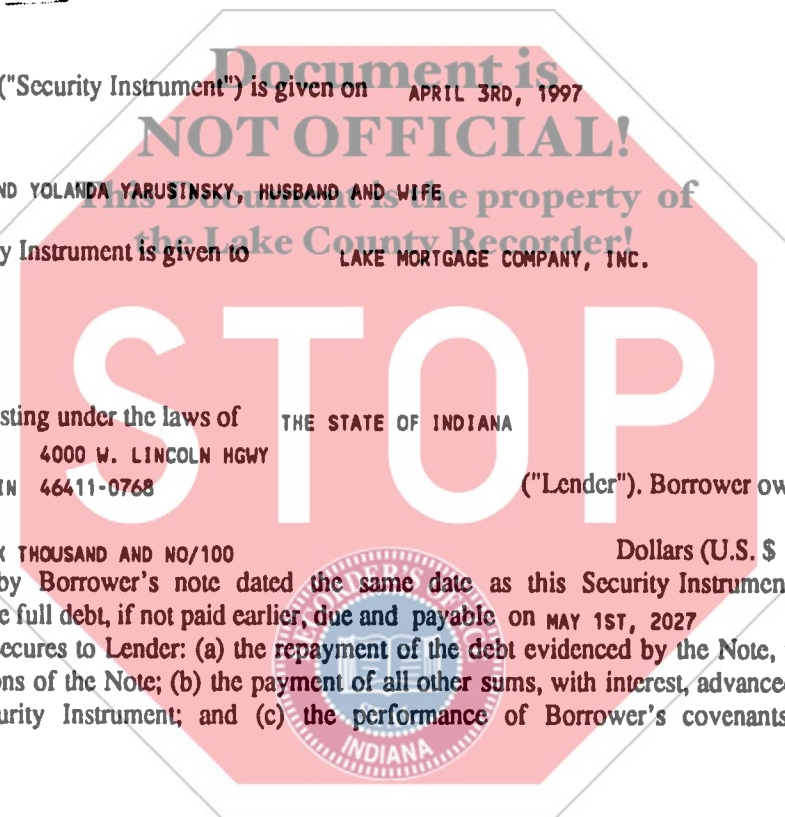 Document is
("Security Instrument") is given on APRIL 3RD, 1997
NOT OFFICIAL!
ND YOLANDA YARUSINSKY, HUSBAND AND WIFE
This Document is the property of
the Lake County Recorder!
y Instrument is given to LAKE MORTGAGE COMPANY, INC.
STOP
sting under the laws of THE STATE OF INDIANA
4000 W. LINCOLN HGWY
IN 46411-0768 ("Lender"). Borrower ow
X THOUSAND AND NO/100 Dollars (U.S. $
by Borrower's note dated the same date as this Security Instrumen
e full debt, if not paid earlier, due and payable on MAY 1ST, 2027
ecures to Lender: (a) the repayment of the debt evidenced by the Note,
ons of the Note; (b) the payment of all other sums, with interest, advance
urity Instrument; and (c) the performance of Borrower's covenants
RECORDER'S OFFICE
INDIANA